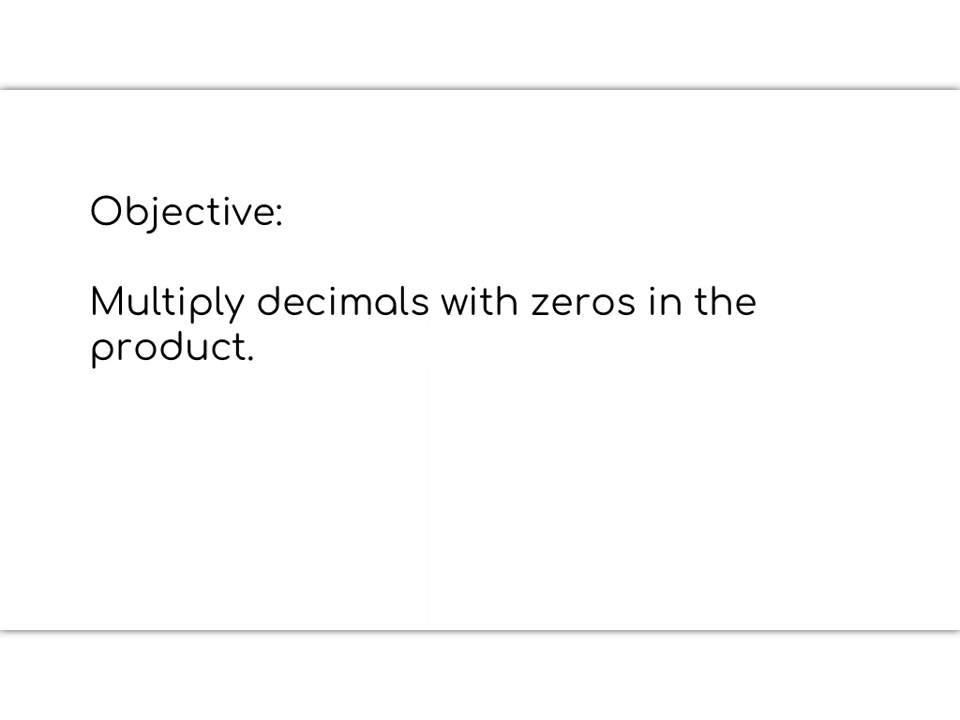 Objective:
Multiply decimals with zeros in the
product.